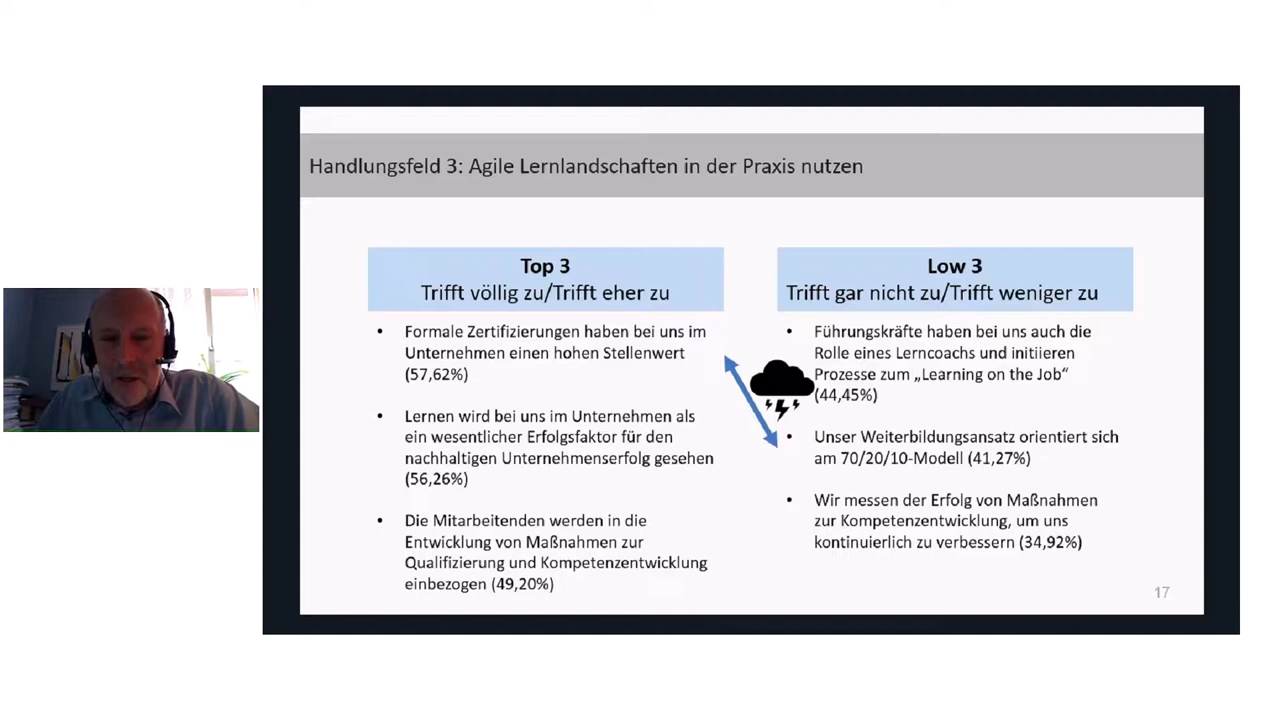 Handlungsfeld 3: Agile Lernlandschaften in der Praxis nutzen
Top 3
Trifft völlig zu/Trifft eher zu
• Formale Zertifizierungen haben bei uns im
Unternehmen einen hohen Stellenwert
(57,62%)
• Lernen wird bei uns im Unternehmen als
ein wesentlicher Erfolgsfaktor für den
nachhaltigen Unternehmenserfolg gesehen
(56,26%)
• Die Mitarbeitenden werden in die
Entwicklung von Maßnahmen zur
Qualifizierung und Kompetenzentwicklung
einbezogen (49,20%)
Low 3
Trifft gar nicht zu/Trifft weniger zu
• Führungskräfte haben bei uns auch die
Rolle eines Lerncoachs und initiieren
Prozesse zum „Learning on the Job“
(44,45%)
• Unser Weiterbildungsansatz orientiert sich
am 70/20/10-Modell (41,27%)
• Wir messen der Erfolg von Maßnahmen
zur Kompetenzentwicklung, um uns
kontinuierlich zu verbessern (34,92%)
17